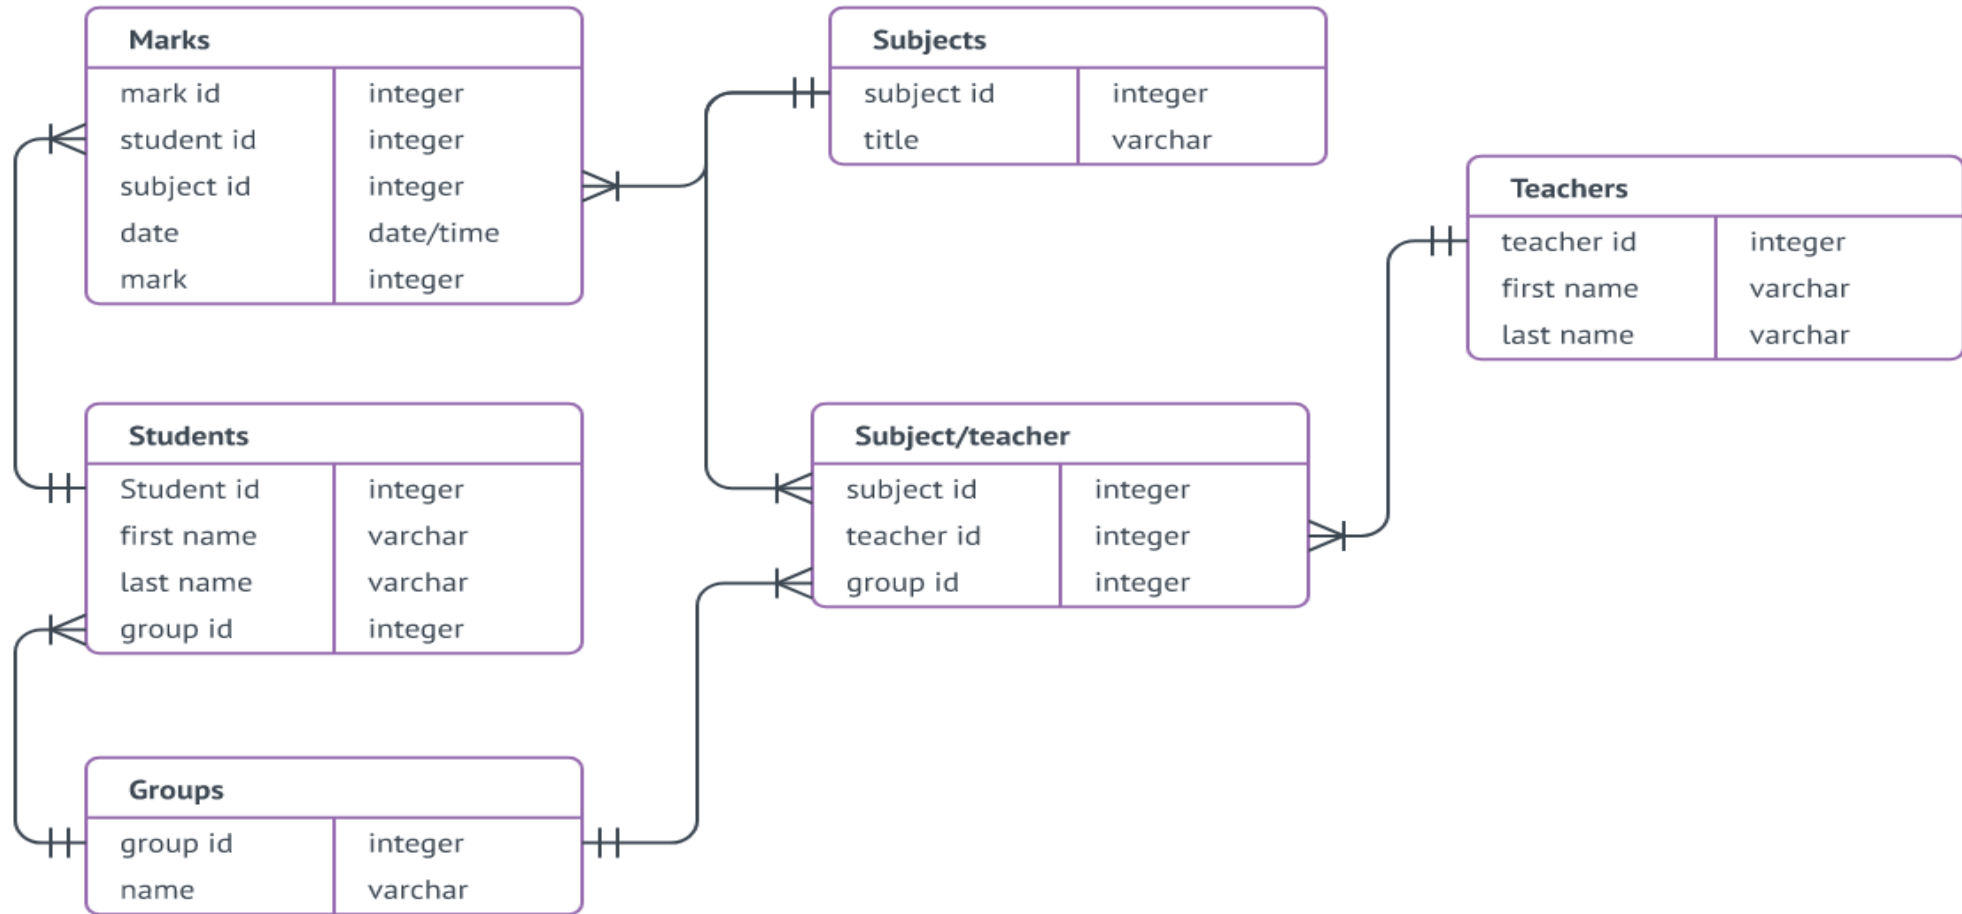 Marks
mark id integer
student id integer
subject id integer
date date/time
mark integer
Subjects
subject id integer
title varchar
Teachers
teacher id integer
first name varchar
last name varchar
Students
Student id integer
first name varchar
last name varchar
group id integer
Subject/teacher
subject id integer
teacher id integer
group id integer
Groups
group id integer
name varchar